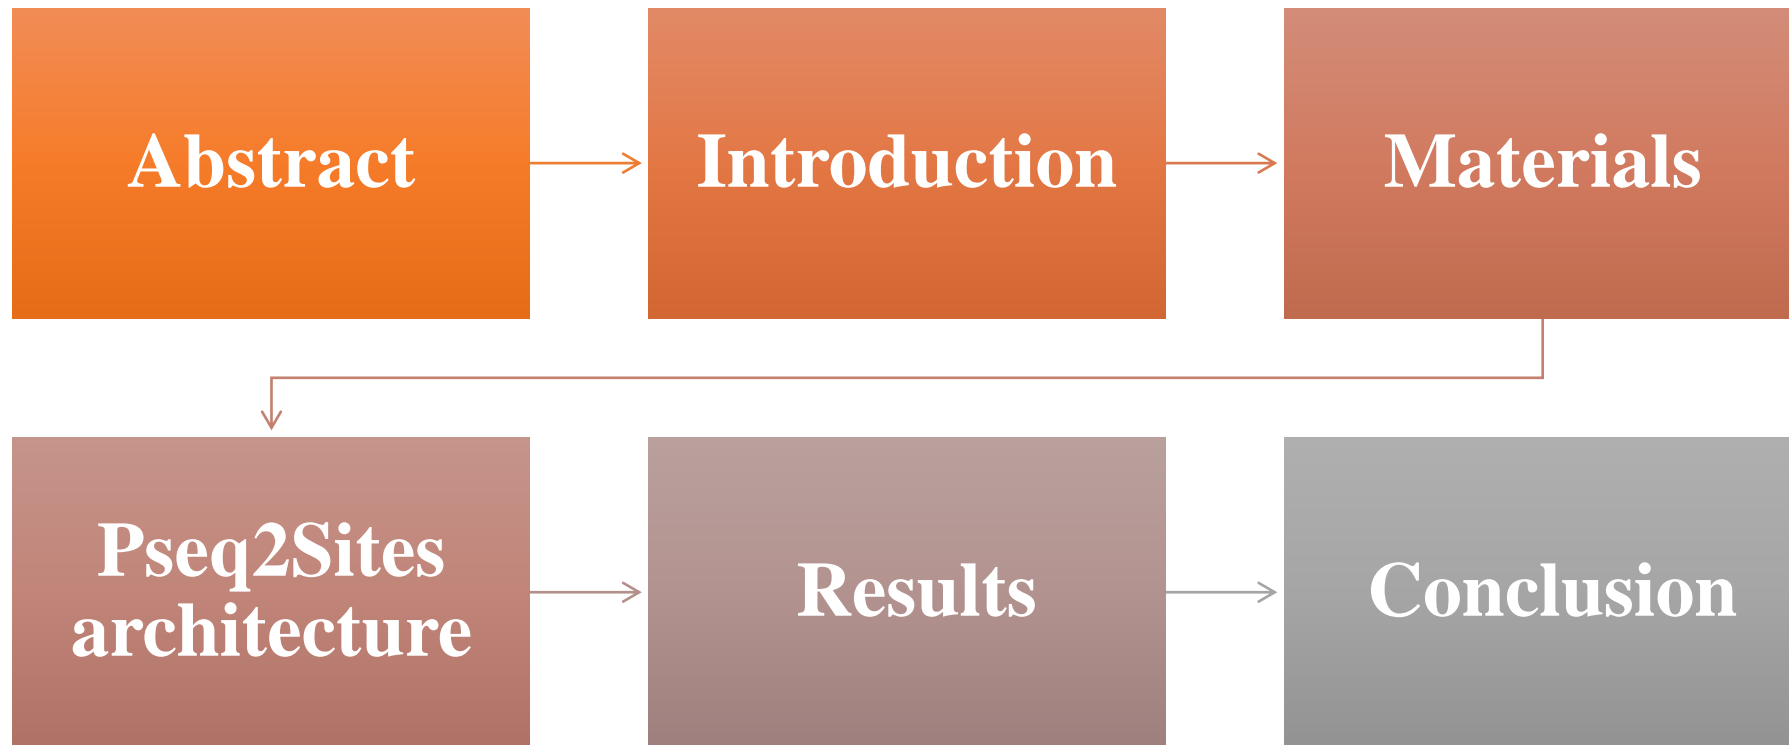 Abstract
Introduction
Materials
Pseq2Sites
architecture
Results
Conclusion